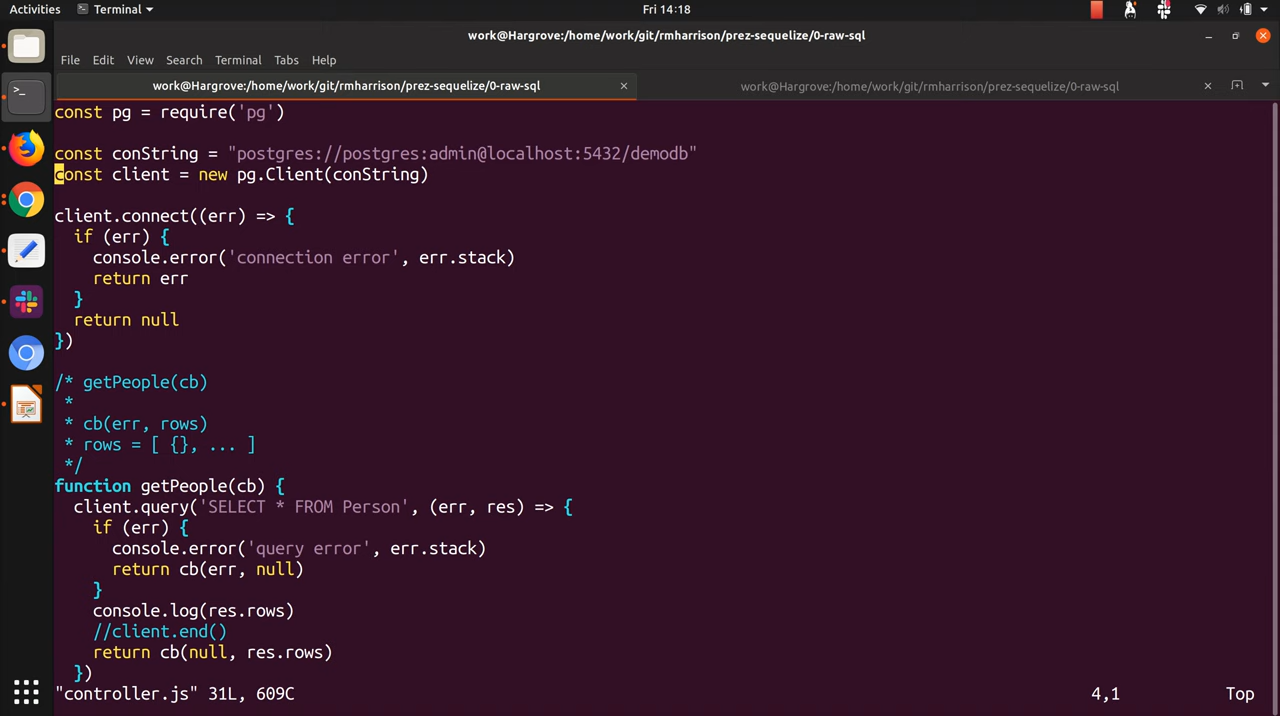 Activities Terminal Fri 14:18
work@Hargrove:/home/work/git/rmharrison/prez-sequelize/0-raw-sql
File Edit View Search Terminal Tabs Help
work@Hargrove:/home/work/git/rmharrison/prez-sequelize/0-raw-sql work@Hargrove:/home/work/git/rmharrison/prez-sequelize/0-raw-sql
const pg = require('pg')
const conString = "postgres://postgres:admin@localhost:5432/demodb"
const client = new pg.Client(conString)
client.connect((err) => {
  if (err) {
    console.error('connection error', err.stack)
    return err
  }
  return null
})
/* getPeople(cb)
 *
 * cb(err, rows)
 * rows = [ {}, ... ]
 */
function getPeople(cb) {
  client.query('SELECT * FROM Person', (err, res) => {
    if (err) {
      console.error('query error', err.stack)
      return cb(err, null)
    }
    console.log(res.rows)
    //client.end()
    return cb(null, res.rows)
  })
"controller.js" 31L, 609C 4,1 Top